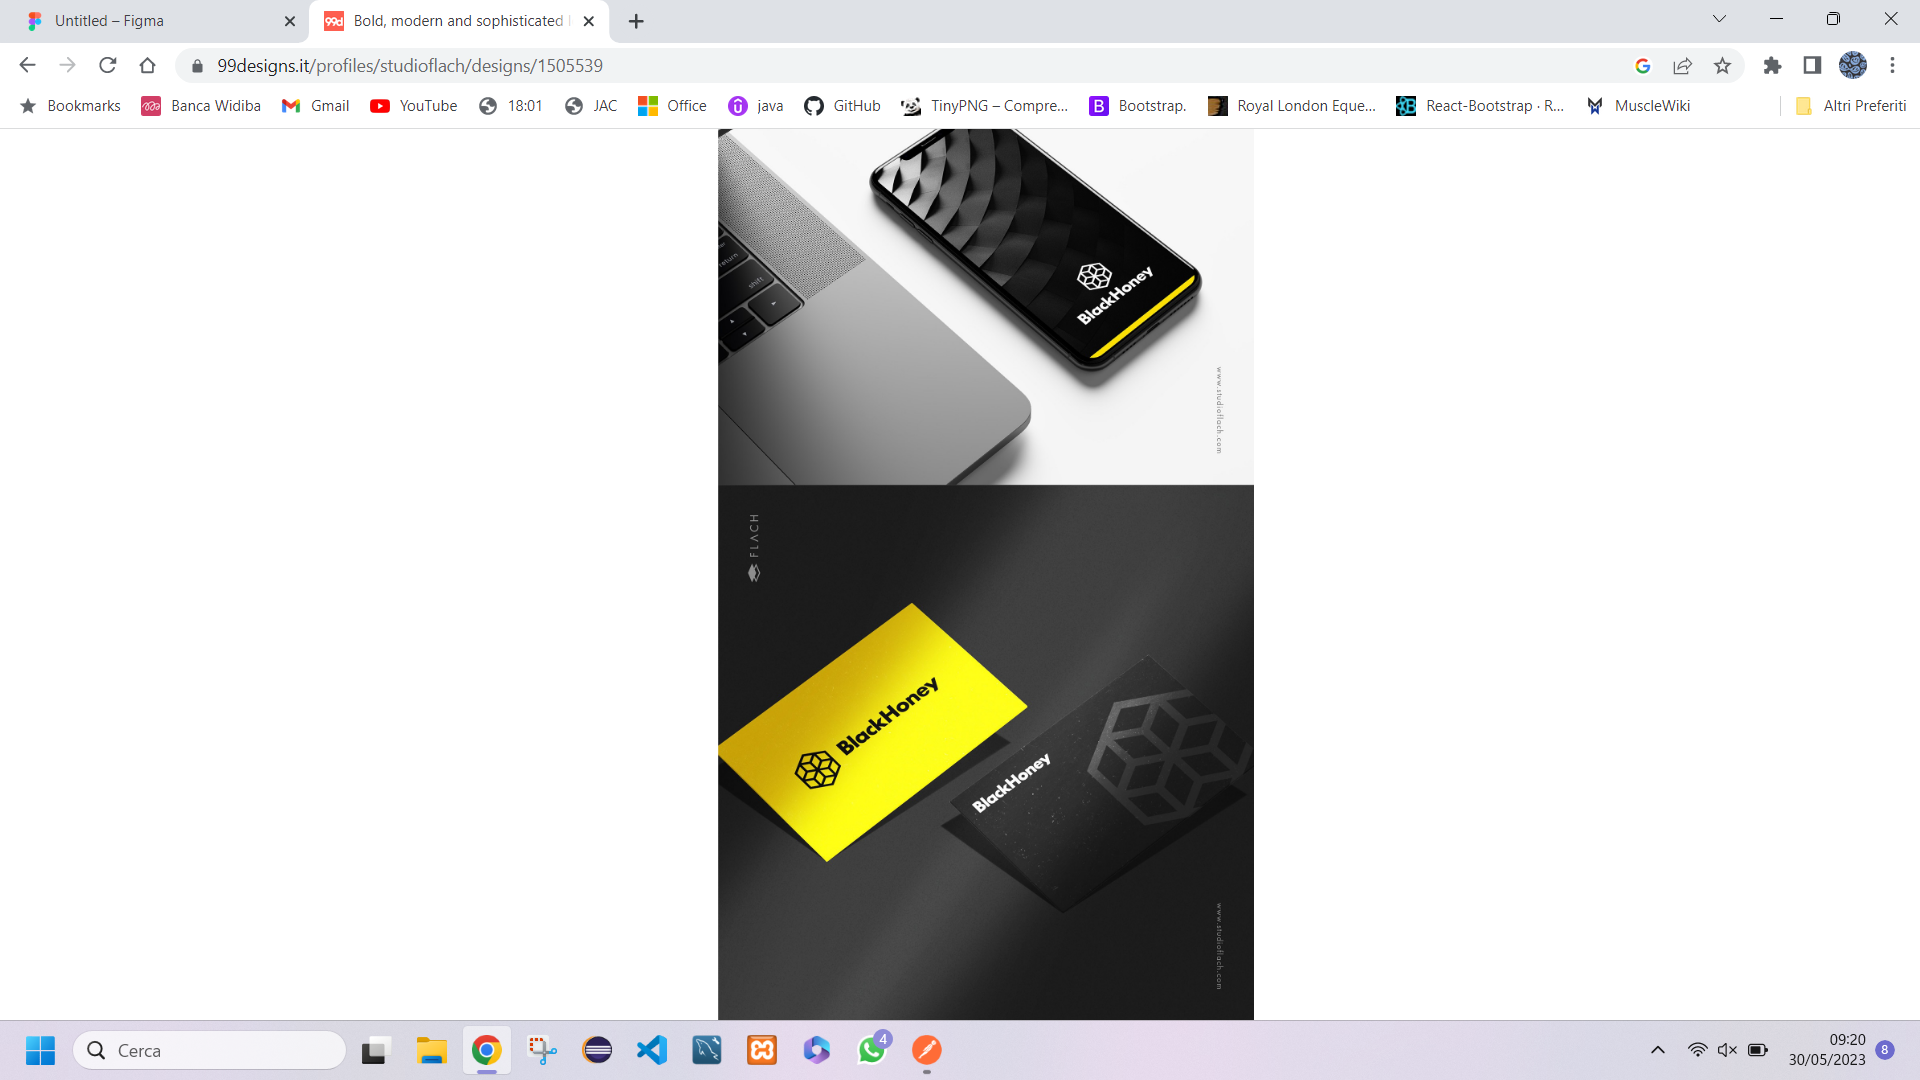 Untitled – Figma
Bold, modern and sophisticated
99designs.it/profiles/studioflach/designs/1505539
Bookmarks
Banca Widiba
Gmail
YouTube
18:01
JAC
Office
java
GitHub
TinyPNG – Compre...
Bootstrap.
Royal London Eque...
React-Bootstrap · R...
MuscleWiki
Altri Preferiti
return
shift
BlackHoney
www.studioflach.com
FLACH
BlackHoney
BlackHoney
www.studioflach.com
Cerca
4
09:20
30/05/2023
8